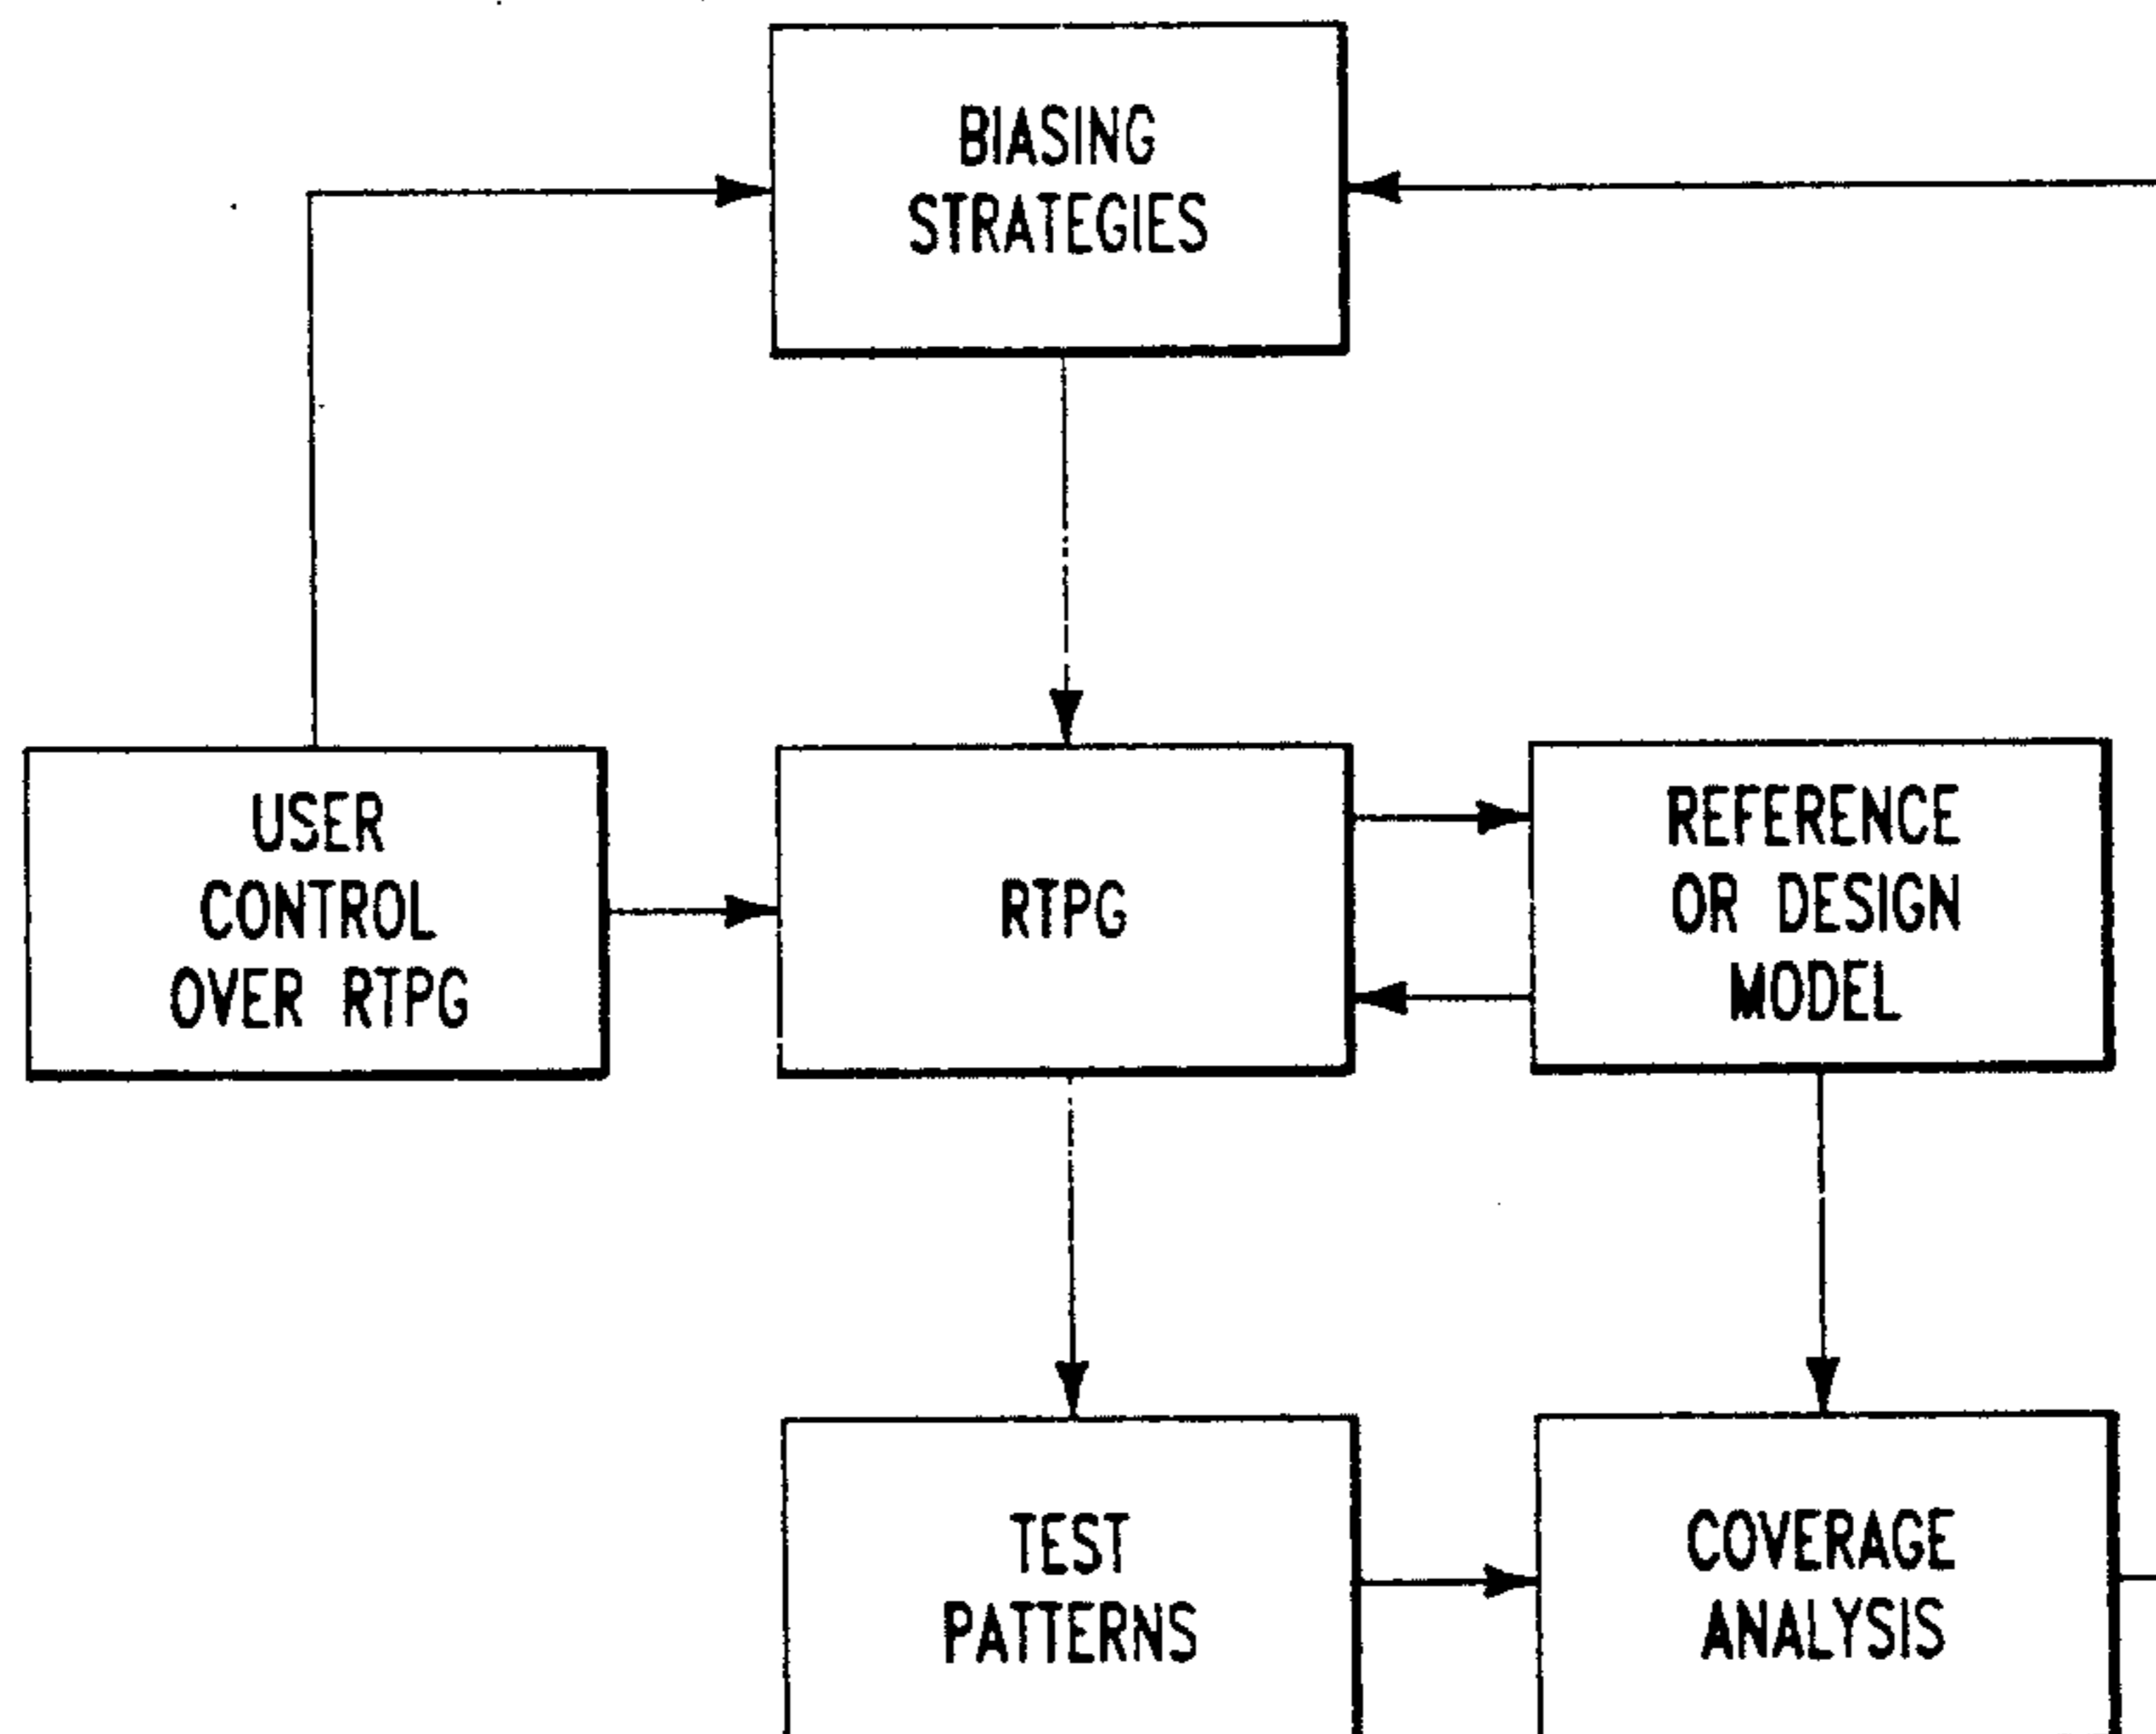 BIASING
STRATEGIES
USER
CONTROL
OVER RTPG
RTPG
REFERENCE
OR DESIGN
MODEL
TEST
PATTERNS
COVERAGE
ANALYSIS